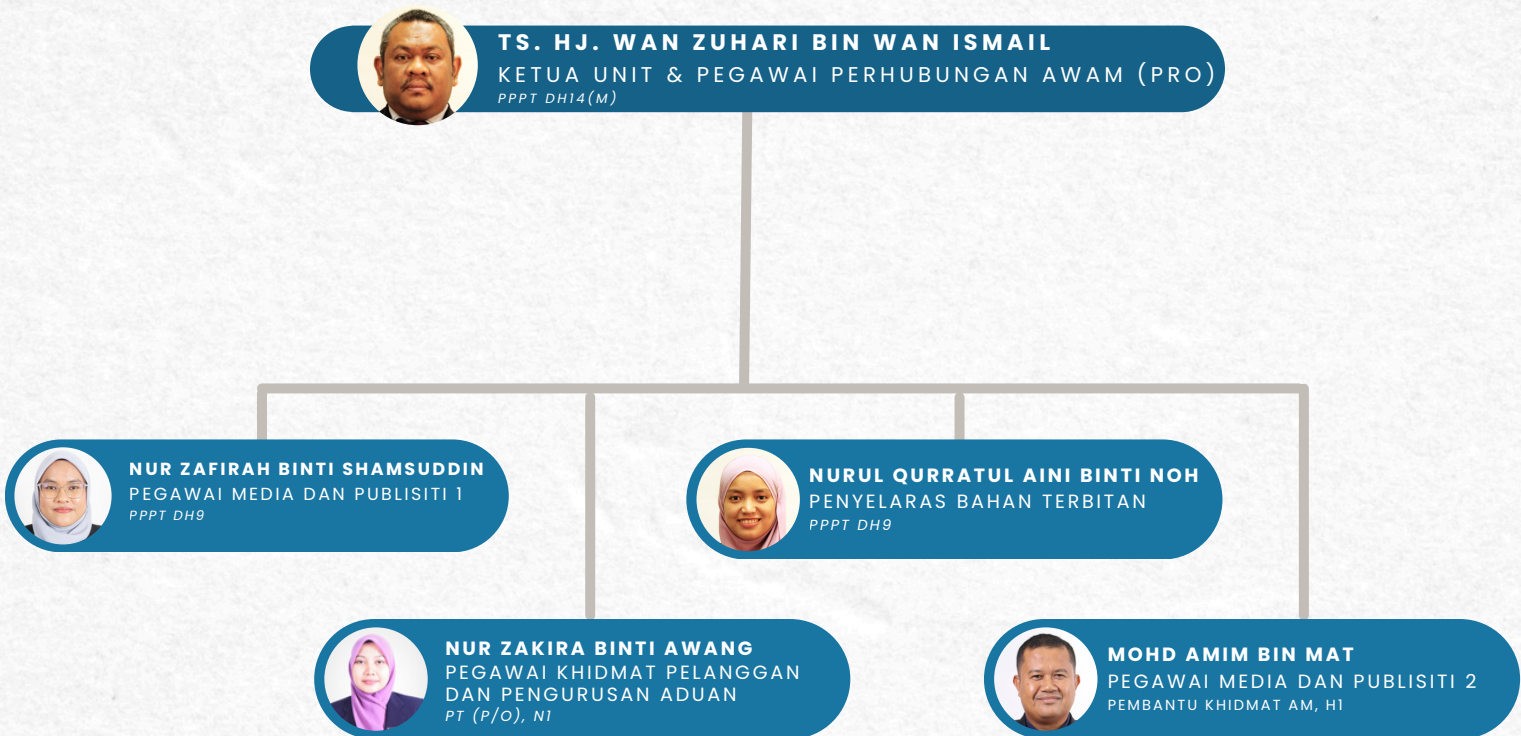 TS. HJ. WAN ZUHARI BIN WAN ISMAIL
KETUA UNIT & PEGAWAI PERHUBUNGAN AWAM (PRO)
PPPT DH14(M)
NUR ZAFIRAH BINTI SHAMSUDDIN
PEGAWAI MEDIA DAN PUBLISITI 1
PPPT DH9
NURUL QURRATUL AINI BINTI NOH
PENYELARAS BAHAN TERBITAN
PPPT DH9
NUR ZAKIRA BINTI AWANG
PEGAWAI KHIDMAT PELANGGAN
DAN PENGURUSAN ADUAN
PT (P/O), N1
MOHD AMIM BIN MAT
PEGAWAI MEDIA DAN PUBLISITI 2
PEMBANTU KHIDMAT AM, H1